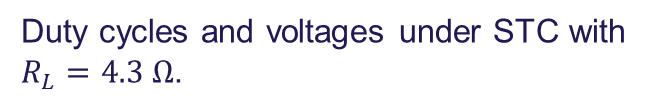 Duty cycles and voltages under STC with
R_L = 4.3 Ω.